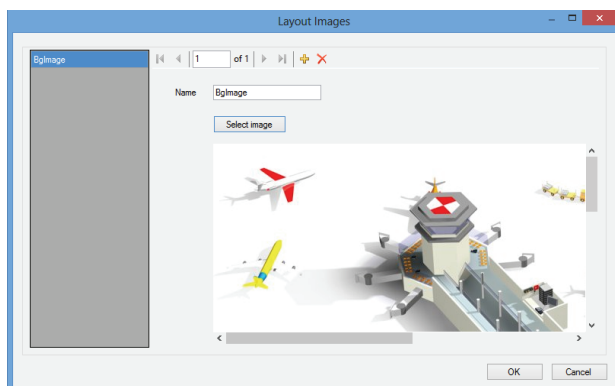 Layout Images
BgImage
1 of 1
Name BgImage
Select image
OK Cancel